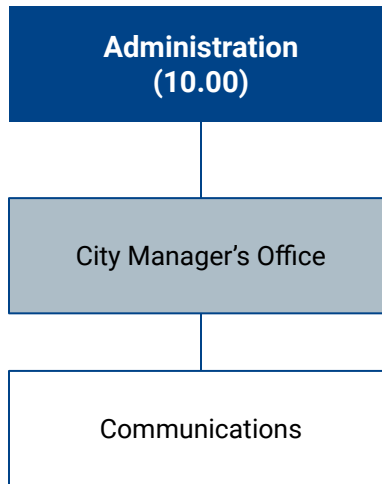 Administration
(10.00)
City Manager’s Office
Communications